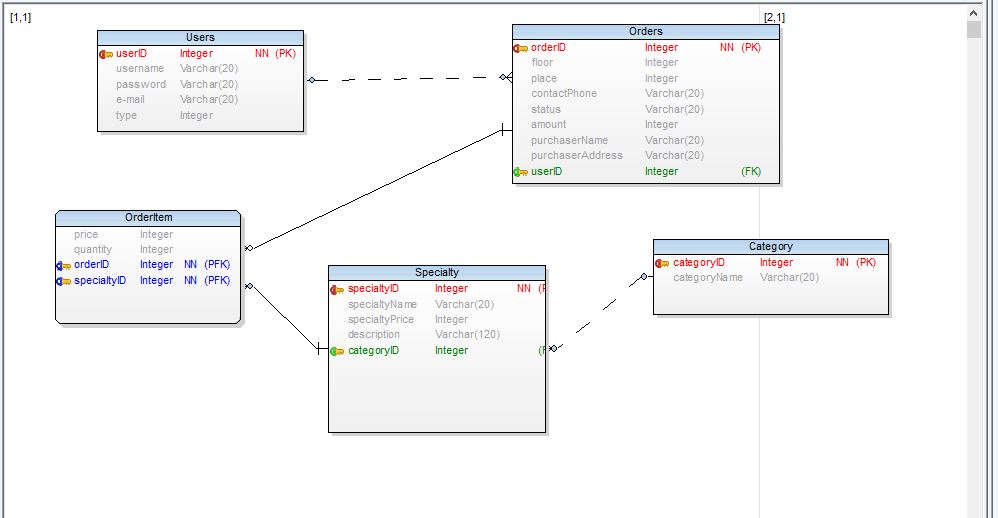 [1,1]
[2,1]
Users
userID Integer NN (PK)
username Varchar(20)
password Varchar(20)
e-mail Varchar(20)
type Integer
Orders
orderID Integer NN (PK)
floor Integer
place Integer
contactPhone Varchar(20)
status Varchar(20)
amount Integer
purchaserName Varchar(20)
purchaserAddress Varchar(20)
userID Integer (FK)
OrderItem
price Integer
quantity Integer
orderID Integer NN (PFK)
specialtyID Integer NN (PFK)
Specialty
specialtyID Integer NN
specialtyName Varchar(20)
specialtyPrice Integer
description Varchar(120)
categoryID Integer
Category
categoryID Integer NN (PK)
categoryName Varchar(20)